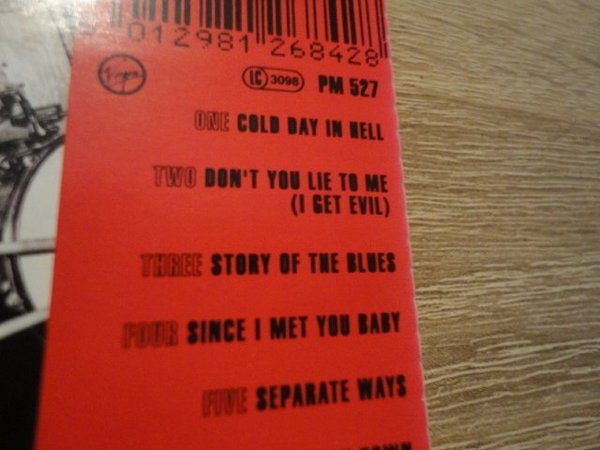 012981 268428
Virgin
LC 3098 PM 527
ONE COLD DAY IN HELL
TWO DON'T YOU LIE TO ME
(I GET EVIL)
THREE STORY OF THE BLUES
FOUR SINCE I MET YOU BABY
FIVE SEPARATE WAYS